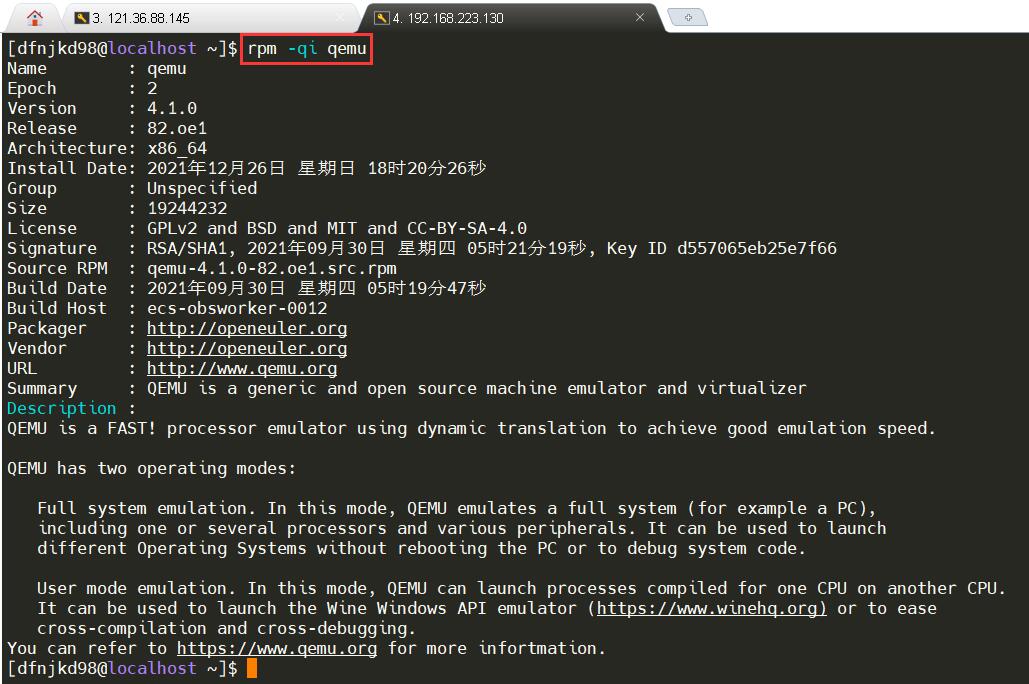 3. 121.36.88.145
4. 192.168.223.130
[dfnjkd98@localhost ~]$ rpm -qi qemu
Name        : qemu
Epoch       : 2
Version     : 4.1.0
Release     : 82.oe1
Architecture: x86_64
Install Date: 2021年12月26日 星期日 18时20分26秒
Group       : Unspecified
Size        : 19244232
License     : GPLv2 and BSD and MIT and CC-BY-SA-4.0
Signature   : RSA/SHA1, 2021年09月30日 星期四 05时21分19秒, Key ID d557065eb25e7f66
Source RPM  : qemu-4.1.0-82.oe1.src.rpm
Build Date  : 2021年09月30日 星期四 05时19分47秒
Build Host  : ecs-obsworker-0012
Packager    : http://openeuler.org
Vendor      : http://openeuler.org
URL         : http://www.qemu.org
Summary     : QEMU is a generic and open source machine emulator and virtualizer
Description :
QEMU is a FAST! processor emulator using dynamic translation to achieve good emulation speed.
QEMU has two operating modes:
Full system emulation. In this mode, QEMU emulates a full system (for example a PC),
including one or several processors and various peripherals. It can be used to launch
different Operating Systems without rebooting the PC or to debug system code.
User mode emulation. In this mode, QEMU can launch processes compiled for one CPU on another CPU.
It can be used to launch the Wine Windows API emulator (https://www.winehq.org) or to ease
cross-compilation and cross-debugging.
You can refer to https://www.qemu.org for more infortmation.
[dfnjkd98@localhost ~]$